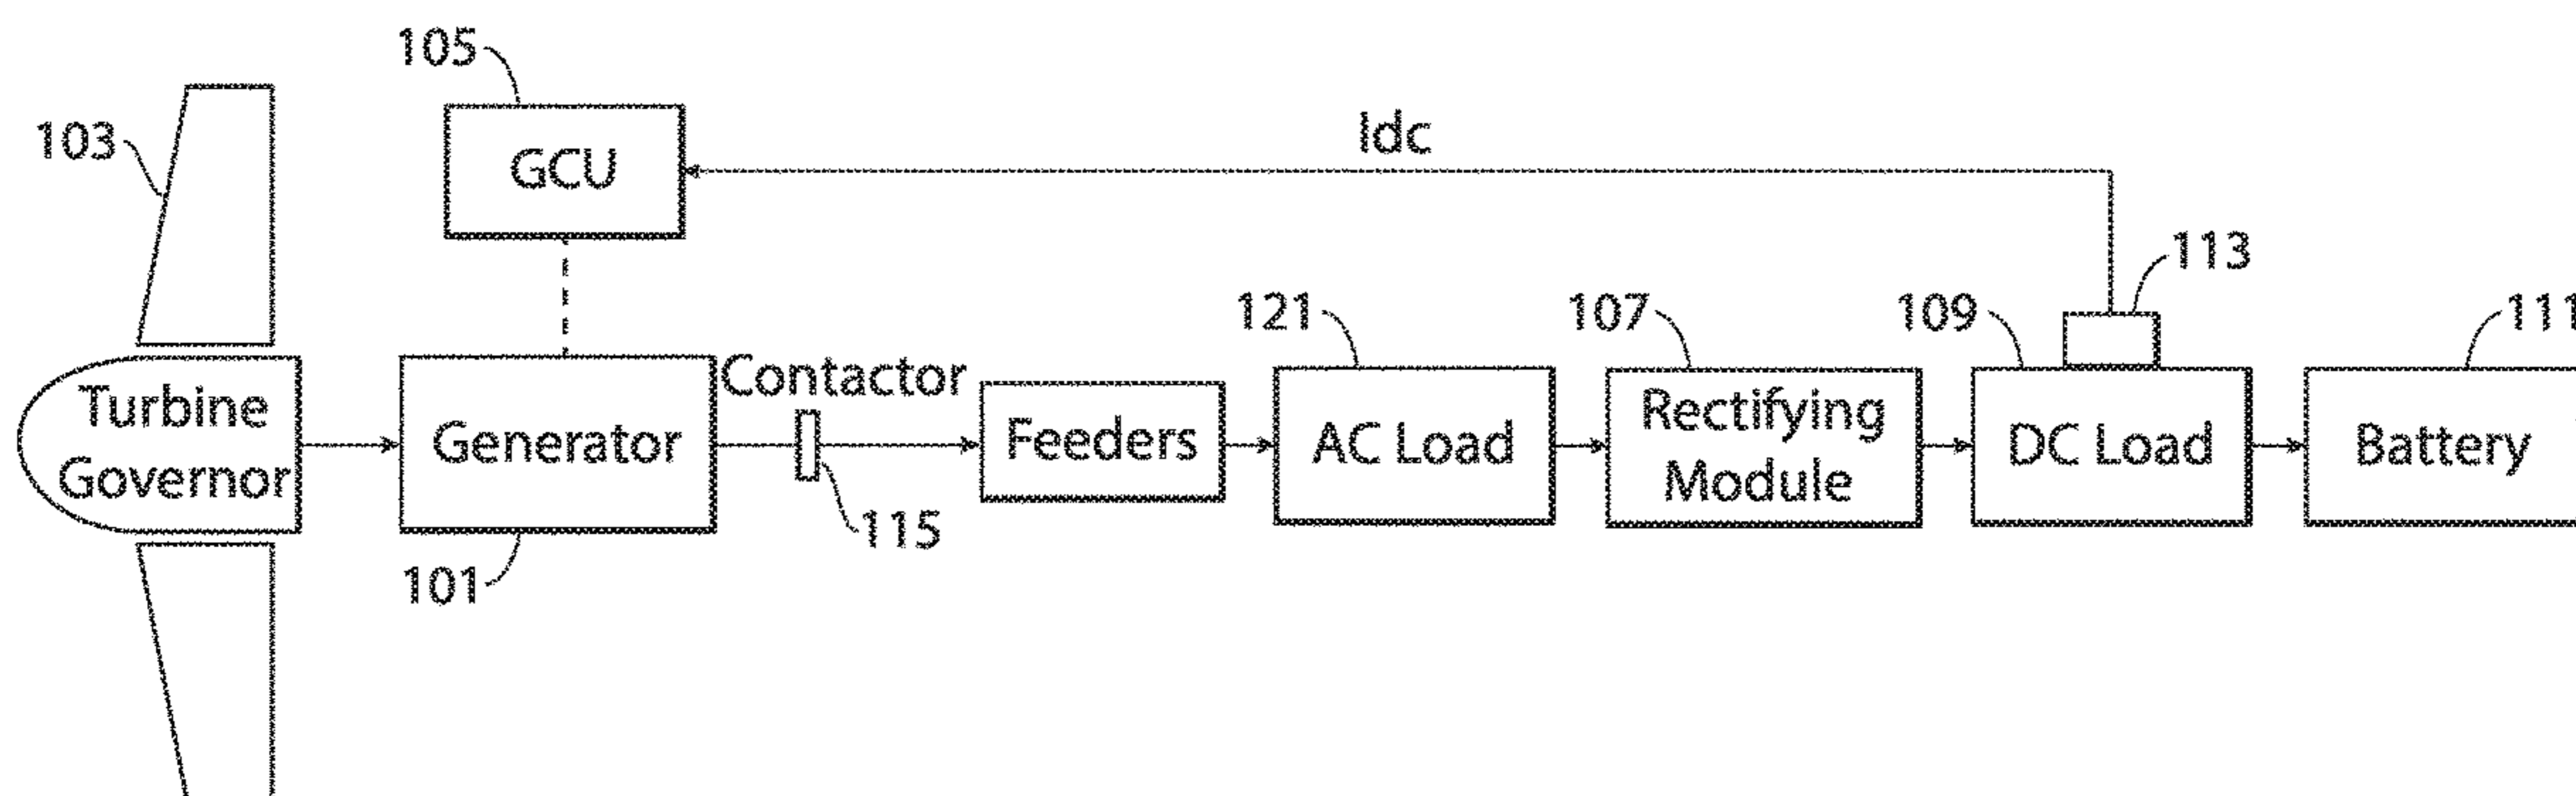 105
103
GCU
Idc
113
121
107
109
111
Turbine
Governor
Generator
Contactor
Feeders
AC Load
Rectifying
Module
DC Load
Battery
115
101